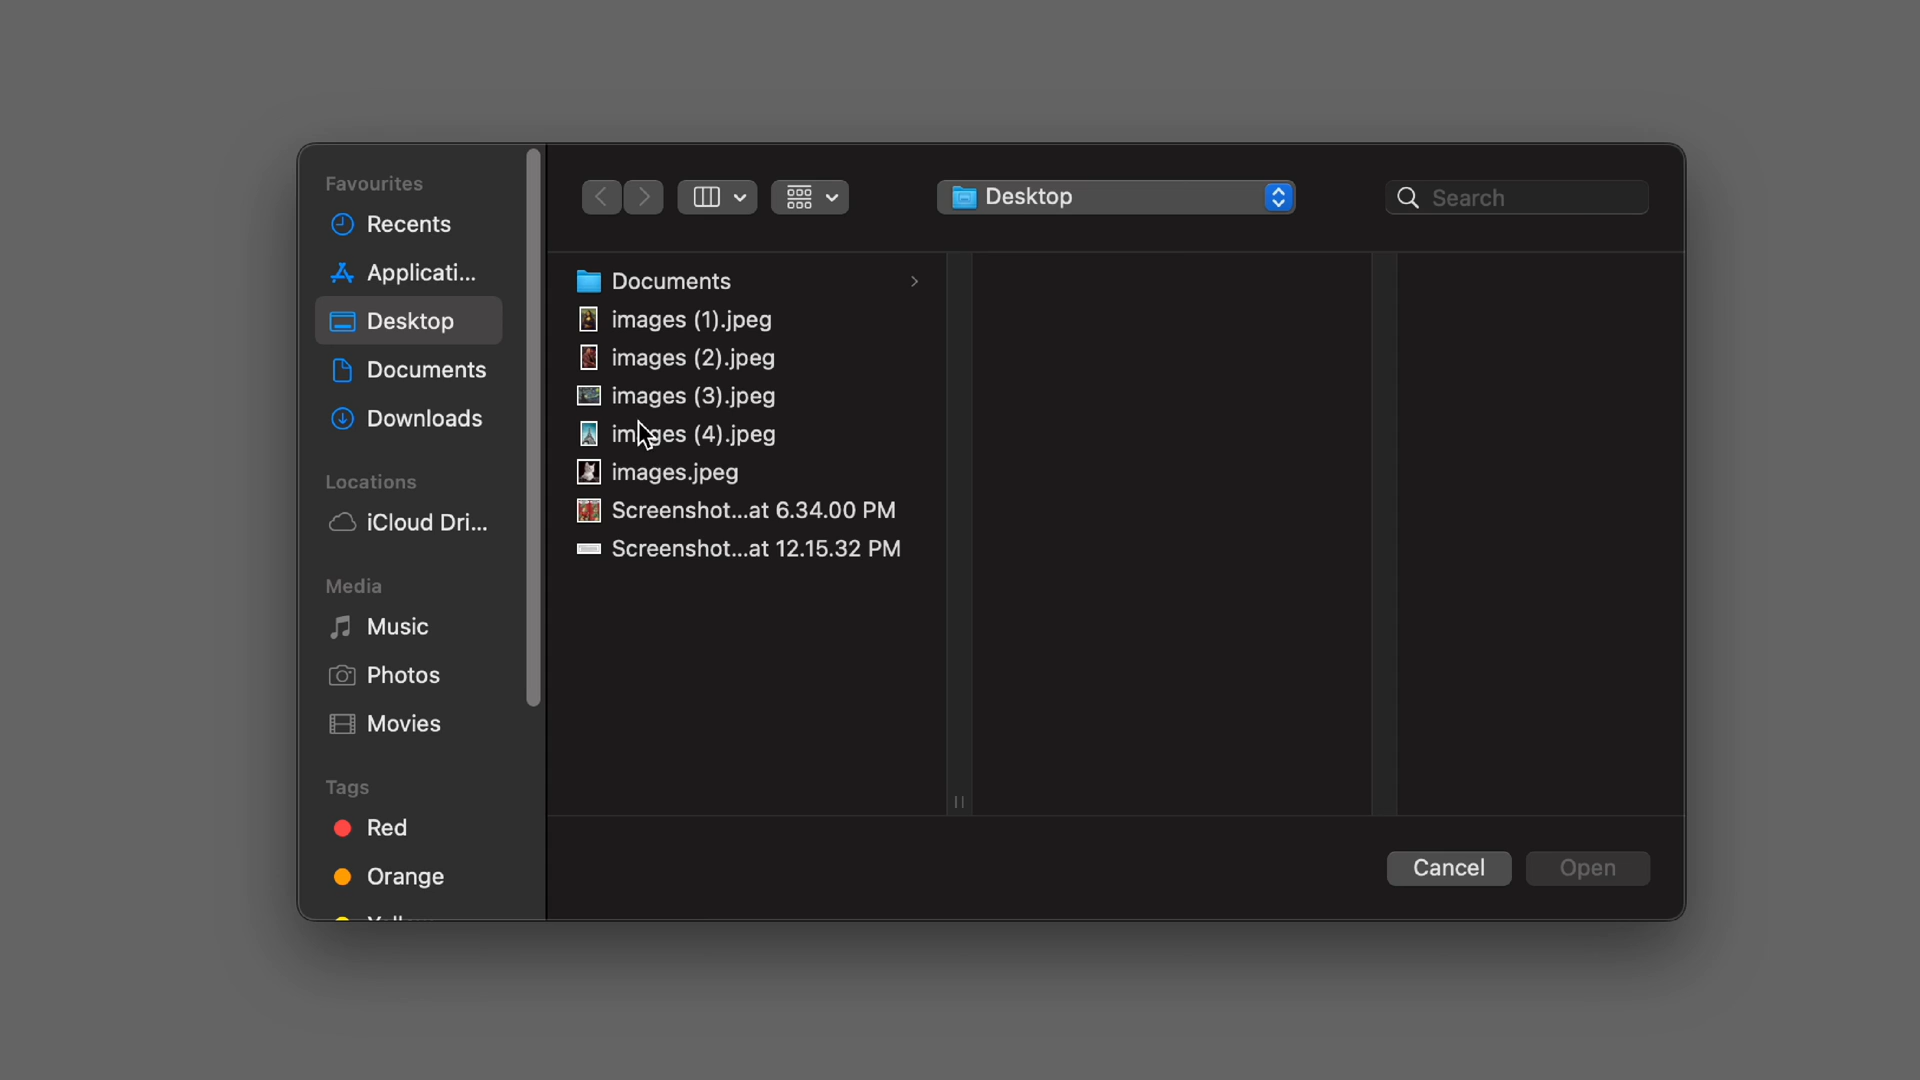 Favourites
Recents
Applicati...
Desktop
Documents
Downloads
Locations
iCloud Dri...
Media
Music
Photos
Movies
Tags
Red
Orange
Desktop
Search
Documents
images (1).jpeg
images (2).jpeg
images (3).jpeg
images (4).jpeg
images.jpeg
Screenshot...at 6.34.00 PM
Screenshot...at 12.15.32 PM
Cancel
Open